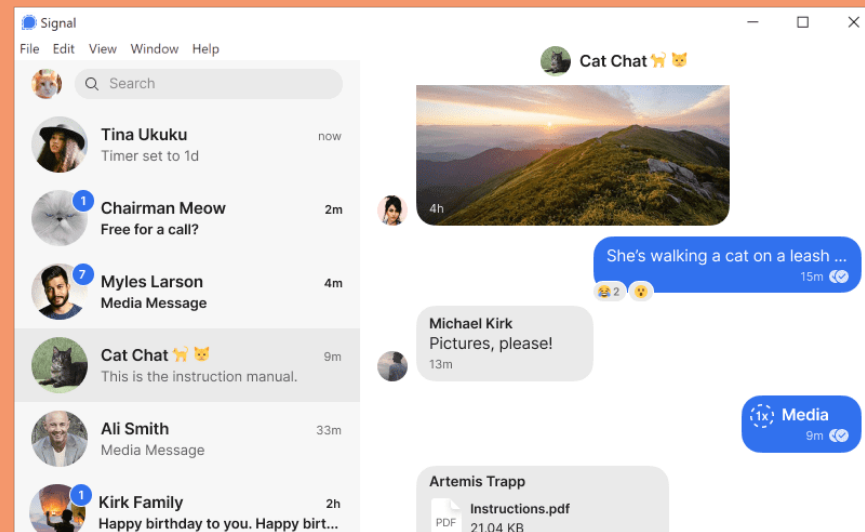 Signal
File Edit View Window Help
Search
Tina Ukuku now
Timer set to 1d
1
Chairman Meow 2m
Free for a call?
7
Myles Larson 4m
Media Message
Cat Chat🐈 🐱 9m
This is the instruction manual.
Ali Smith 33m
Media Message
1
Kirk Family 2h
Happy birthday to you. Happy birt...
Cat Chat🐈 🐱
4h
She's walking a cat on a leash ...
15m
😂 2 😮
Michael Kirk
Pictures, please!
13m
1x Media
9m
Artemis Trapp
PDF
Instructions.pdf
21.04 KB